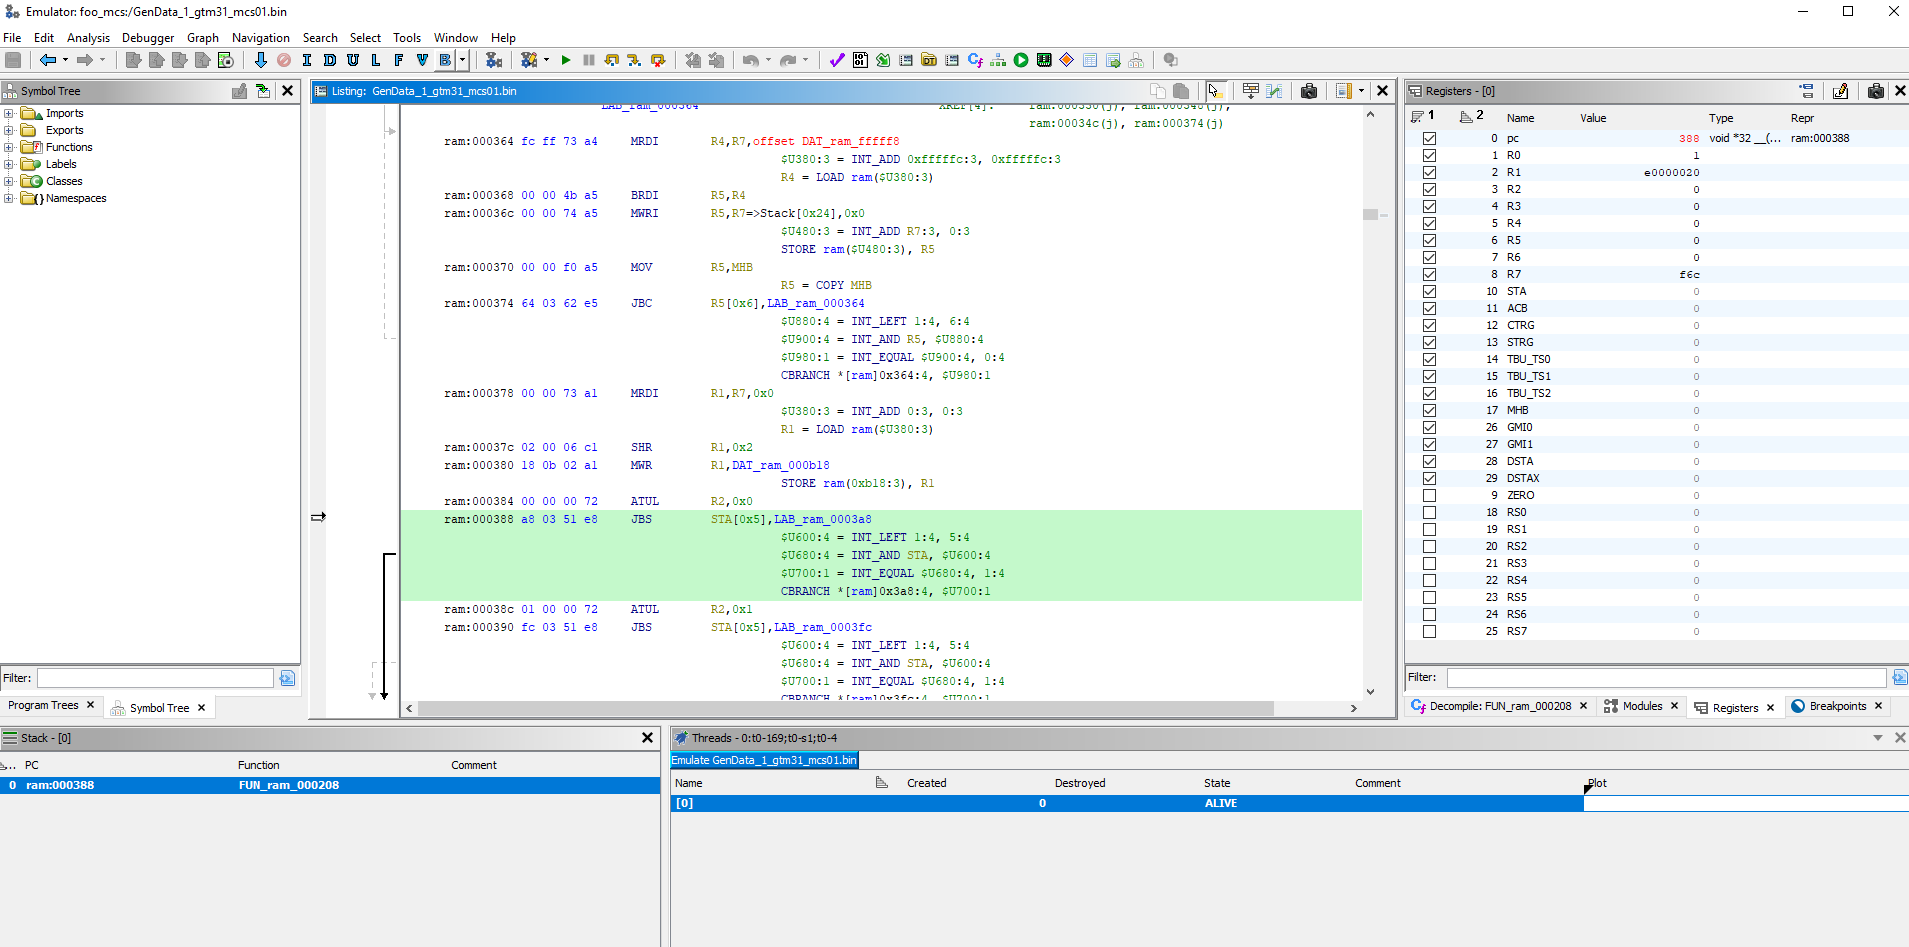 Emulator: foo_mcs:/GenData_1_gtm31_mcs01.bin
File Edit Analysis Debugger Graph Navigation Search Select Tools Window Help
I D U L F V B
Symbol Tree
Imports
Exports
Functions
Labels
Classes
Namespaces
Filter:
Program Trees Symbol Tree
Listing: GenData_1_gtm31_mcs01.bin
ram:00034c(j), ram:000374(j)
ram:000364 fc ff 73 a4 MRDI R4,R7,offset DAT_ram_fffff8
$U380:3 = INT_ADD 0xfffffc:3, 0xfffffc:3
R4 = LOAD ram($U380:3)
ram:000368 00 00 4b a5 BRDI R5,R4
ram:00036c 00 00 74 a5 MWRI R5,R7=>Stack[0x24],0x0
$U480:3 = INT_ADD R7:3, 0:3
STORE ram($U480:3), R5
ram:000370 00 00 f0 a5 MOV R5,MHB
R5 = COPY MHB
ram:000374 64 03 62 e5 JBC R5[0x6],LAB_ram_000364
$U880:4 = INT_LEFT 1:4, 6:4
$U900:4 = INT_AND R5, $U880:4
$U980:1 = INT_EQUAL $U900:4, 0:4
CBRANCH *[ram]0x364:4, $U980:1
ram:000378 00 00 73 a1 MRDI R1,R7,0x0
$U380:3 = INT_ADD 0:3, 0:3
R1 = LOAD ram($U380:3)
ram:00037c 02 00 06 c1 SHR R1,0x2
ram:000380 18 0b 02 a1 MWR R1,DAT_ram_000b18
STORE ram(0xb18:3), R1
ram:000384 00 00 00 72 ATUL R2,0x0
ram:000388 a8 03 51 e8 JBS STA[0x5],LAB_ram_0003a8
$U600:4 = INT_LEFT 1:4, 5:4
$U680:4 = INT_AND STA, $U600:4
$U700:1 = INT_EQUAL $U680:4, 1:4
CBRANCH *[ram]0x3a8:4, $U700:1
ram:00038c 01 00 00 72 ATUL R2,0x1
ram:000390 fc 03 51 e8 JBS STA[0x5],LAB_ram_0003fc
$U600:4 = INT_LEFT 1:4, 5:4
$U680:4 = INT_AND STA, $U600:4
$U700:1 = INT_EQUAL $U680:4, 1:4
CBRANCH *[ram]0x3fc:4, $U700:1
Registers - [0]
1 2 Name Value Type Repr
0 pc 388 void *32 __(... ram:000388
1 R0 1
2 R1 e0000020
3 R2 0
4 R3 0
5 R4 0
6 R5 0
7 R6 0
8 R7 f6c
10 STA 0
11 ACB 0
12 CTRG 0
13 STRG 0
14 TBU_TS0 0
15 TBU_TS1 0
16 TBU_TS2 0
17 MHB 0
26 GMI0 0
27 GMI1 0
28 DSTA 0
29 DSTAX 0
9 ZERO 0
18 RS0 0
19 RS1 0
20 RS2 0
21 RS3 0
22 RS4 0
23 RS5 0
24 RS6 0
25 RS7 0
Filter:
Decompile: FUN_ram_000208 Modules Registers Breakpoints
Stack - [0]
PC Function Comment
0 ram:000388 FUN_ram_000208
Threads - 0:t0-169;t0-s1;t0-4
Emulate GenData_1_gtm31_mcs01.bin
Name Created Destroyed State Comment Plot
[0] 0 ALIVE